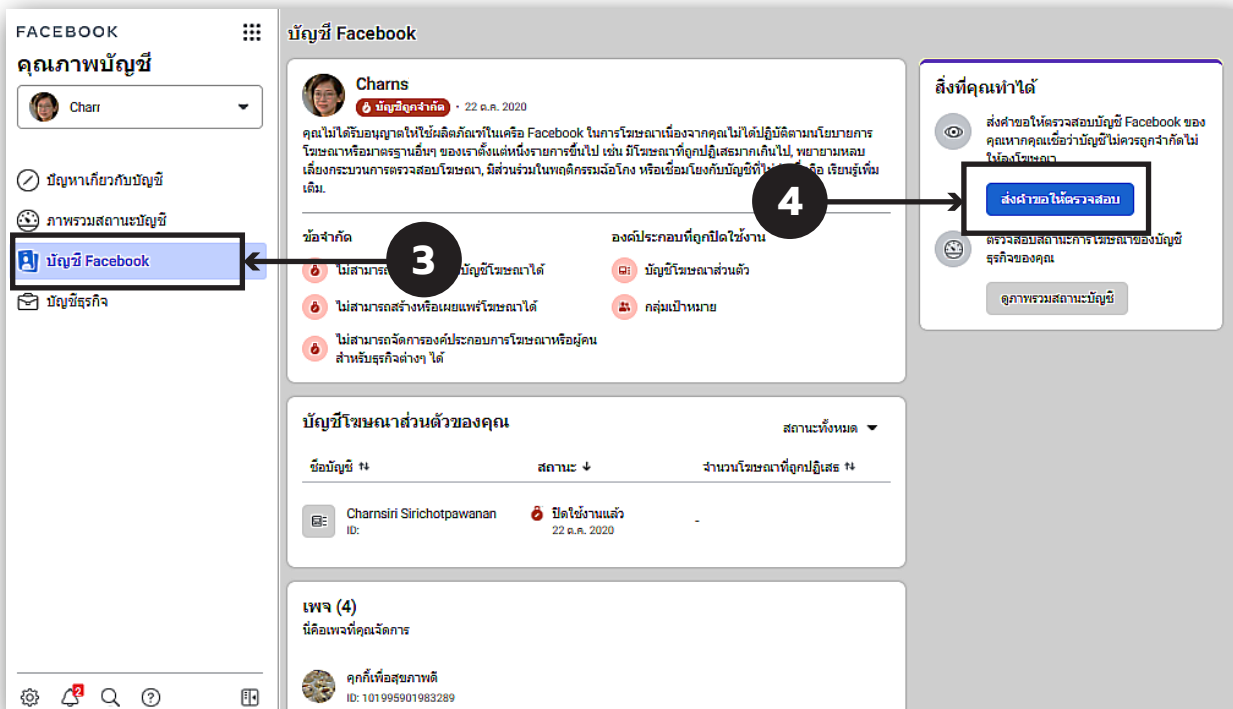 FACEBOOK
คุณภาพบัญชี
Charr
ปัญหาเกี่ยวกับบัญชี
ภาพรวมสถานะบัญชี
บัญชี Facebook
บัญชีธุรกิจ
2
3
บัญชี Facebook
Charns
บัญชีถูกจำกัด • 22 ต.ค. 2020
คุณไม่ได้รับอนุญาตให้ใช้ผลิตภัณฑ์ในเครือ Facebook ในการโฆษณาเนื่องจากคุณไม่ได้ปฏิบัติตามนโยบายการ
โฆษณาหรือมาตรฐานอื่นๆ ของเราตั้งแต่หนึ่งรายการขึ้นไป เช่น มีโฆษณาที่ถูกปฏิเสธมากเกินไป, พยายามหลบ
เลี่ยงกระบวนการตรวจสอบโฆษณา, มีส่วนร่วมในพฤติกรรมฉ้อโกง หรือเชื่อมโยงกับบัญชีที่ไม่ เรียนรู้เพิ่ม
เติม.
4
ข้อจำกัด
ไม่สามารถ บัญชีโฆษณาได้
ไม่สามารถสร้างหรือเผยแพร่โฆษณาได้
ไม่สามารถจัดการองค์ประกอบการโฆษณาหรือผู้คน
สำหรับธุรกิจต่างๆ ได้
องค์ประกอบที่ถูกปิดใช้งาน
บัญชีโฆษณาส่วนตัว
กลุ่มเป้าหมาย
บัญชีโฆษณาส่วนตัวของคุณ
สถานะทั้งหมด
ชื่อบัญชี สถานะ จำนวนโฆษณาที่ถูกปฏิเสธ
Charnsiri Sirichotpawanan ปิดใช้งานแล้ว -
ID: 22 ต.ค. 2020
เพจ (4)
นี่คือเพจที่คุณจัดการ
คุกกี้เพื่อสุขภาพดี
ID: 101995901983289
สิ่งที่คุณทำได้
ส่งคำขอให้ตรวจสอบบัญชี Facebook ของ
คุณหากคุณเชื่อว่าบัญชีไม่ควรถูกจำกัดไม่
ให้ลงโฆษณา
ส่งคำขอให้ตรวจสอบ
ตรวจสอบสถานะการโฆษณาของบัญชี
ธุรกิจของคุณ
ดูภาพรวมสถานะบัญชี